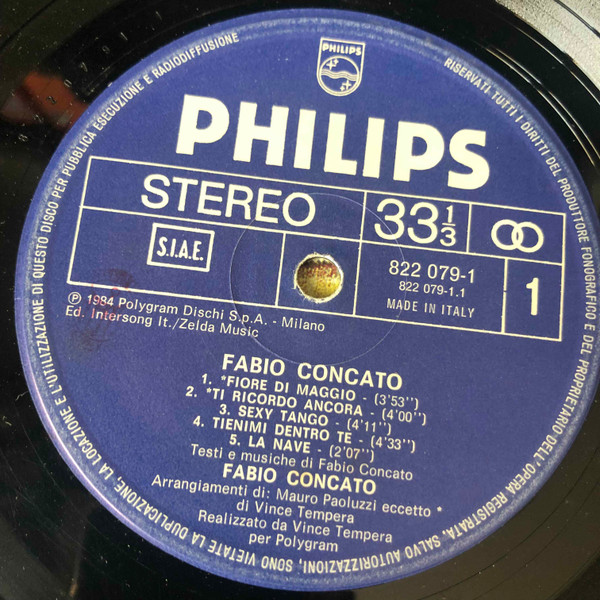 PHILIPS
PHILIPS
STEREO
33 1/3
S.I.A.E.
822 079-1
822 079-1.1
MADE IN ITALY
1
℗ 1984 Polygram Dischi S.p.A. - Milano
Ed. Intersong It./Zelda Music
FABIO CONCATO
1. *FIORE DI MAGGIO - (3'53'')
2. *TI RICORDO ANCORA - (4'00'')
3. SEXY TANGO - (4'11'')
4. TIENIMI DENTRO TE - (4'33'')
5. LA NAVE - (2'07'')
Testi e musiche di Fabio Concato
FABIO CONCATO
Arrangiamenti di: Mauro Paoluzzi eccetto *
di Vince Tempera
Realizzato da Vince Tempera
per Polygram
RISERVATI TUTTI I DIRITTI DEL PRODUTTORE FONOGRAFICO E DEL PROPRIETARIO DELL'OPERA REGISTRATA. SALVO AUTORIZZAZIONI, SONO VIETATE LA DUPLICAZIONE, LA LOCAZIONE E L'UTILIZZAZIONE DI QUESTO DISCO PER PUBBLICA ESECUZIONE E RADIODIFFUSIONE